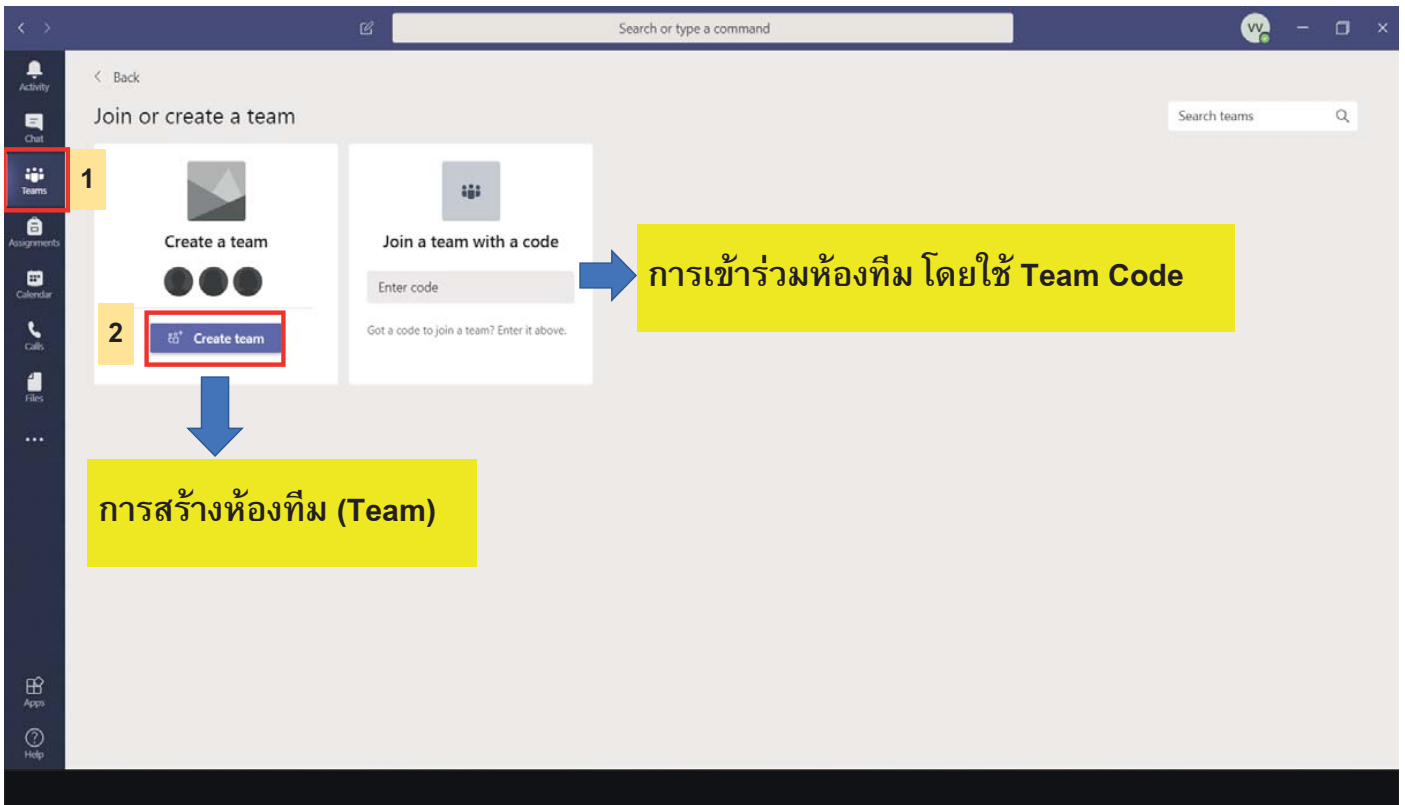 Search or type a command
VV
Activity
Chat
Teams
Assignments
Calendar
Calls
Files
Apps
Help
Back
Join or create a team
Search teams
1
Create a team
2
Create team
Join a team with a code
Enter code
Got a code to join a team? Enter it above.
การเข้าร่วมห้องทีม โดยใช้ Team Code
การสร้างห้องทีม (Team)